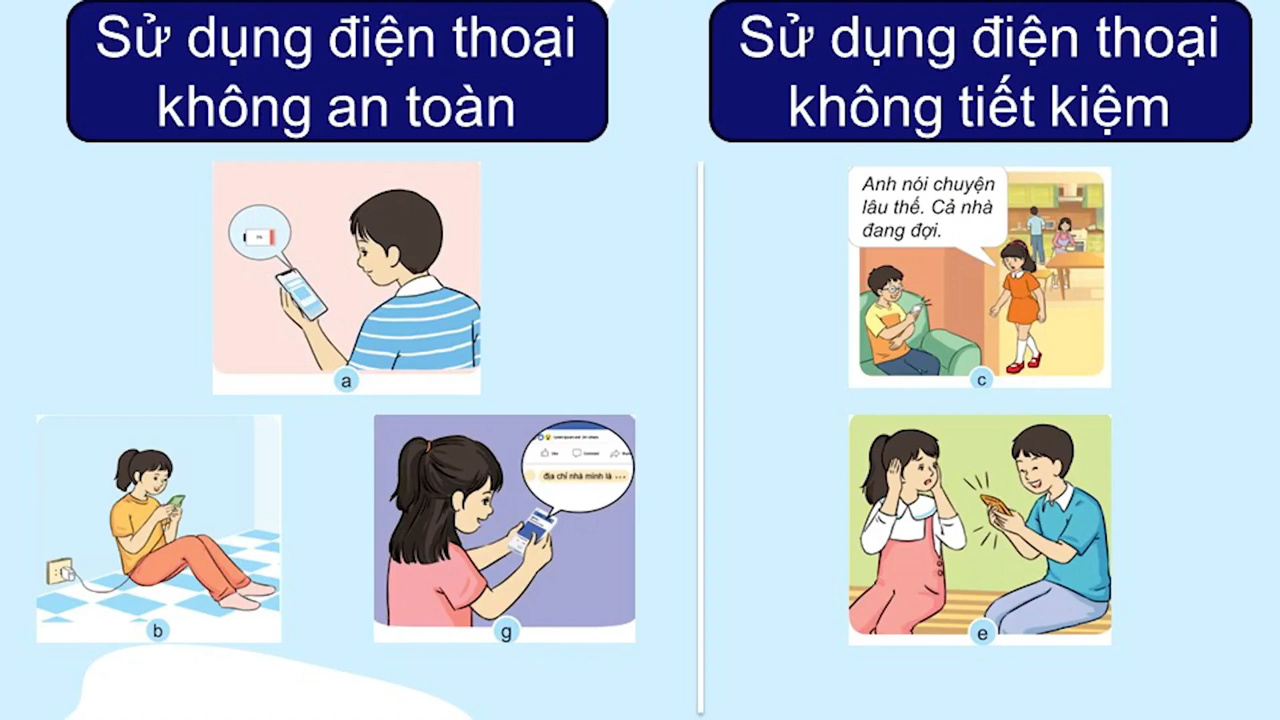 Sử dụng điện thoại
không an toàn
Sử dụng điện thoại
không tiết kiệm
a
Anh nói chuyện
lâu thế. Cả nhà
đang đợi.
c
b
địa chỉ nhà mình là ...
g
e